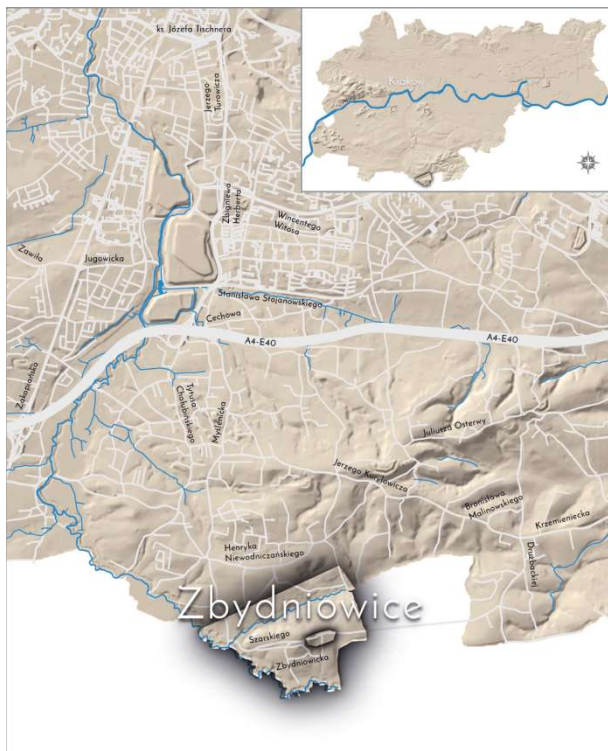 ks. Józefa Tischnera
Kraków
Jerzego
Turowicza
Zbigniewa
Herberta
Wincentego
Witosa
Zawiła
Jugowicka
Stanisława Stojanowskiego
Cechowa
A4-E40
A4-E40
Zakopiańska
Tytusa
Chałubińskiego
Myślenicka
Juliusza Osterwy
Jerzego Kuryłowicza
Bronisława
Malinowskiego
Krzemieniecka
Henryka
Niewodniczańskiego
Drużbackiej
Zbydniowice
Szarskiego
Zbydniowicka